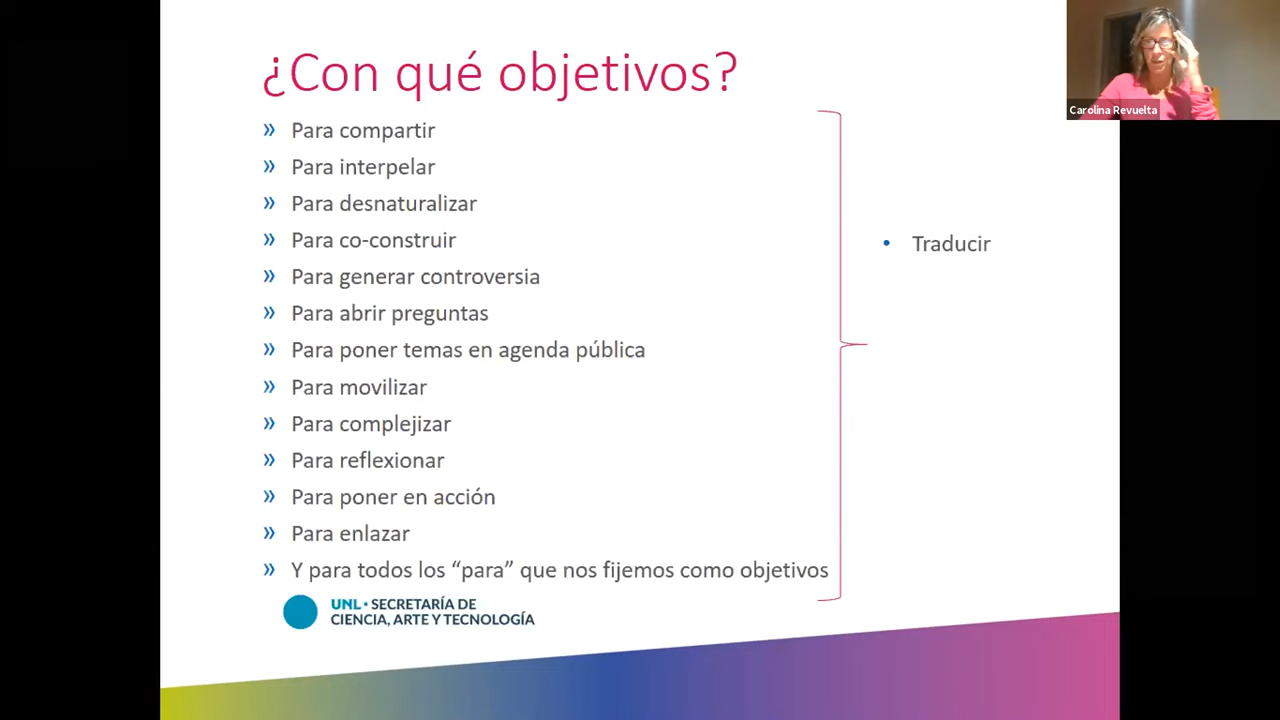 ¿Con qué objetivos?
» Para compartir
» Para interpelar
» Para desnaturalizar
» Para co-construir
» Para generar controversia
» Para abrir preguntas
» Para poner temas en agenda pública
» Para movilizar
» Para complejizar
» Para reflexionar
» Para poner en acción
» Para enlazar
» Y para todos los “para” que nos fijemos como objetivos
• Traducir
UNL • SECRETARÍA DE
CIENCIA, ARTE Y TECNOLOGÍA
Carolina Revuelta